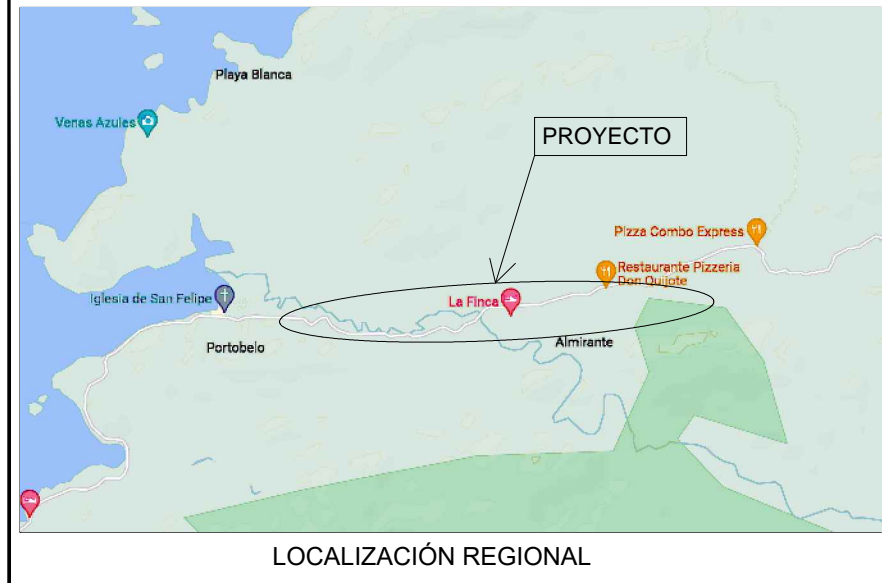 Playa Blanca
Venas Azules
PROYECTO
Pizza Combo Express
Restaurante Pizzeria
Don Quijote
Iglesia de San Felipe
La Finca
Portobelo
Almirante
LOCALIZACIÓN REGIONAL